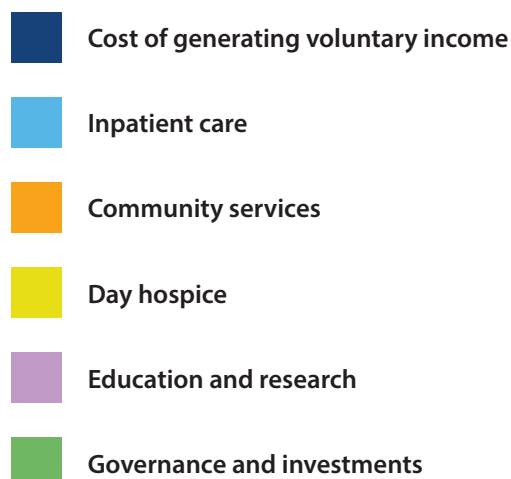 Cost of generating voluntary income
Inpatient care
Community services
Day hospice
Education and research
Governance and investments